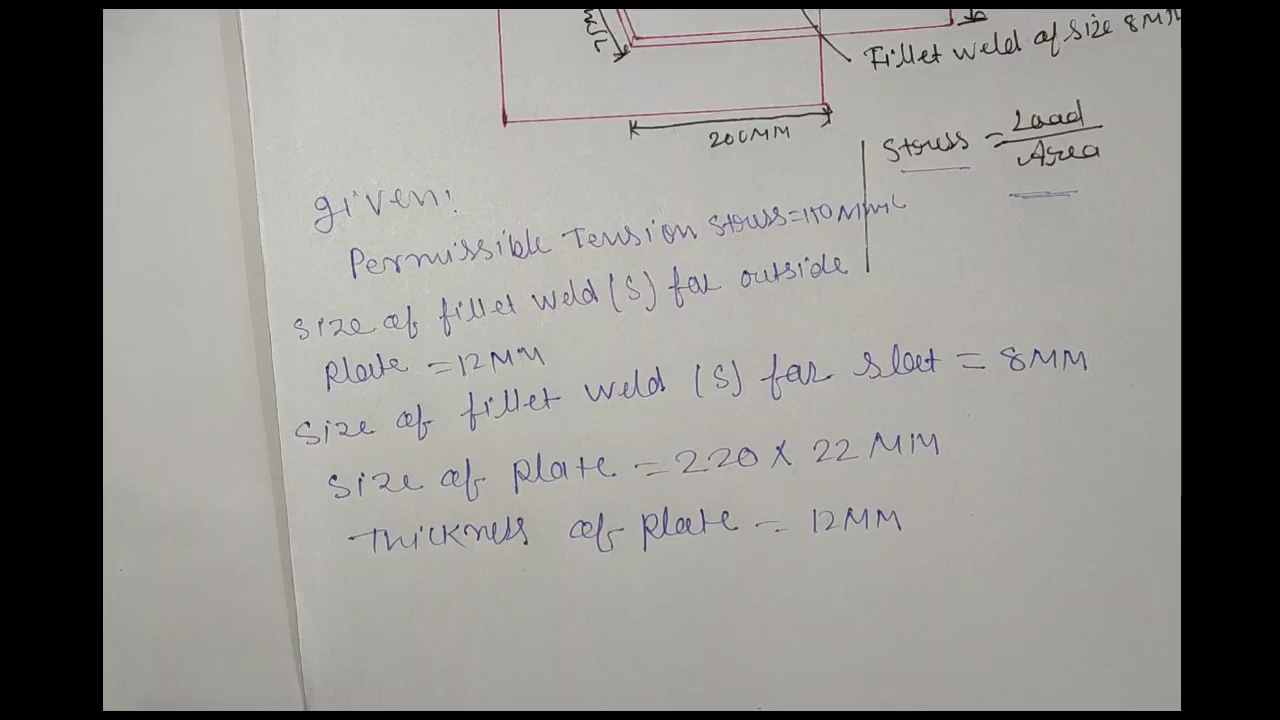 Fillet weld of size 8MM
200MM
Stress = Load
Area
given:
Permissible Tension Stress=110
Size of fillet weld (S) for outside
Plate = 12MM
Size of fillet weld (S) for slot = 8MM
Size of plate = 220 x 22 MM
Thickness of plate = 12MM